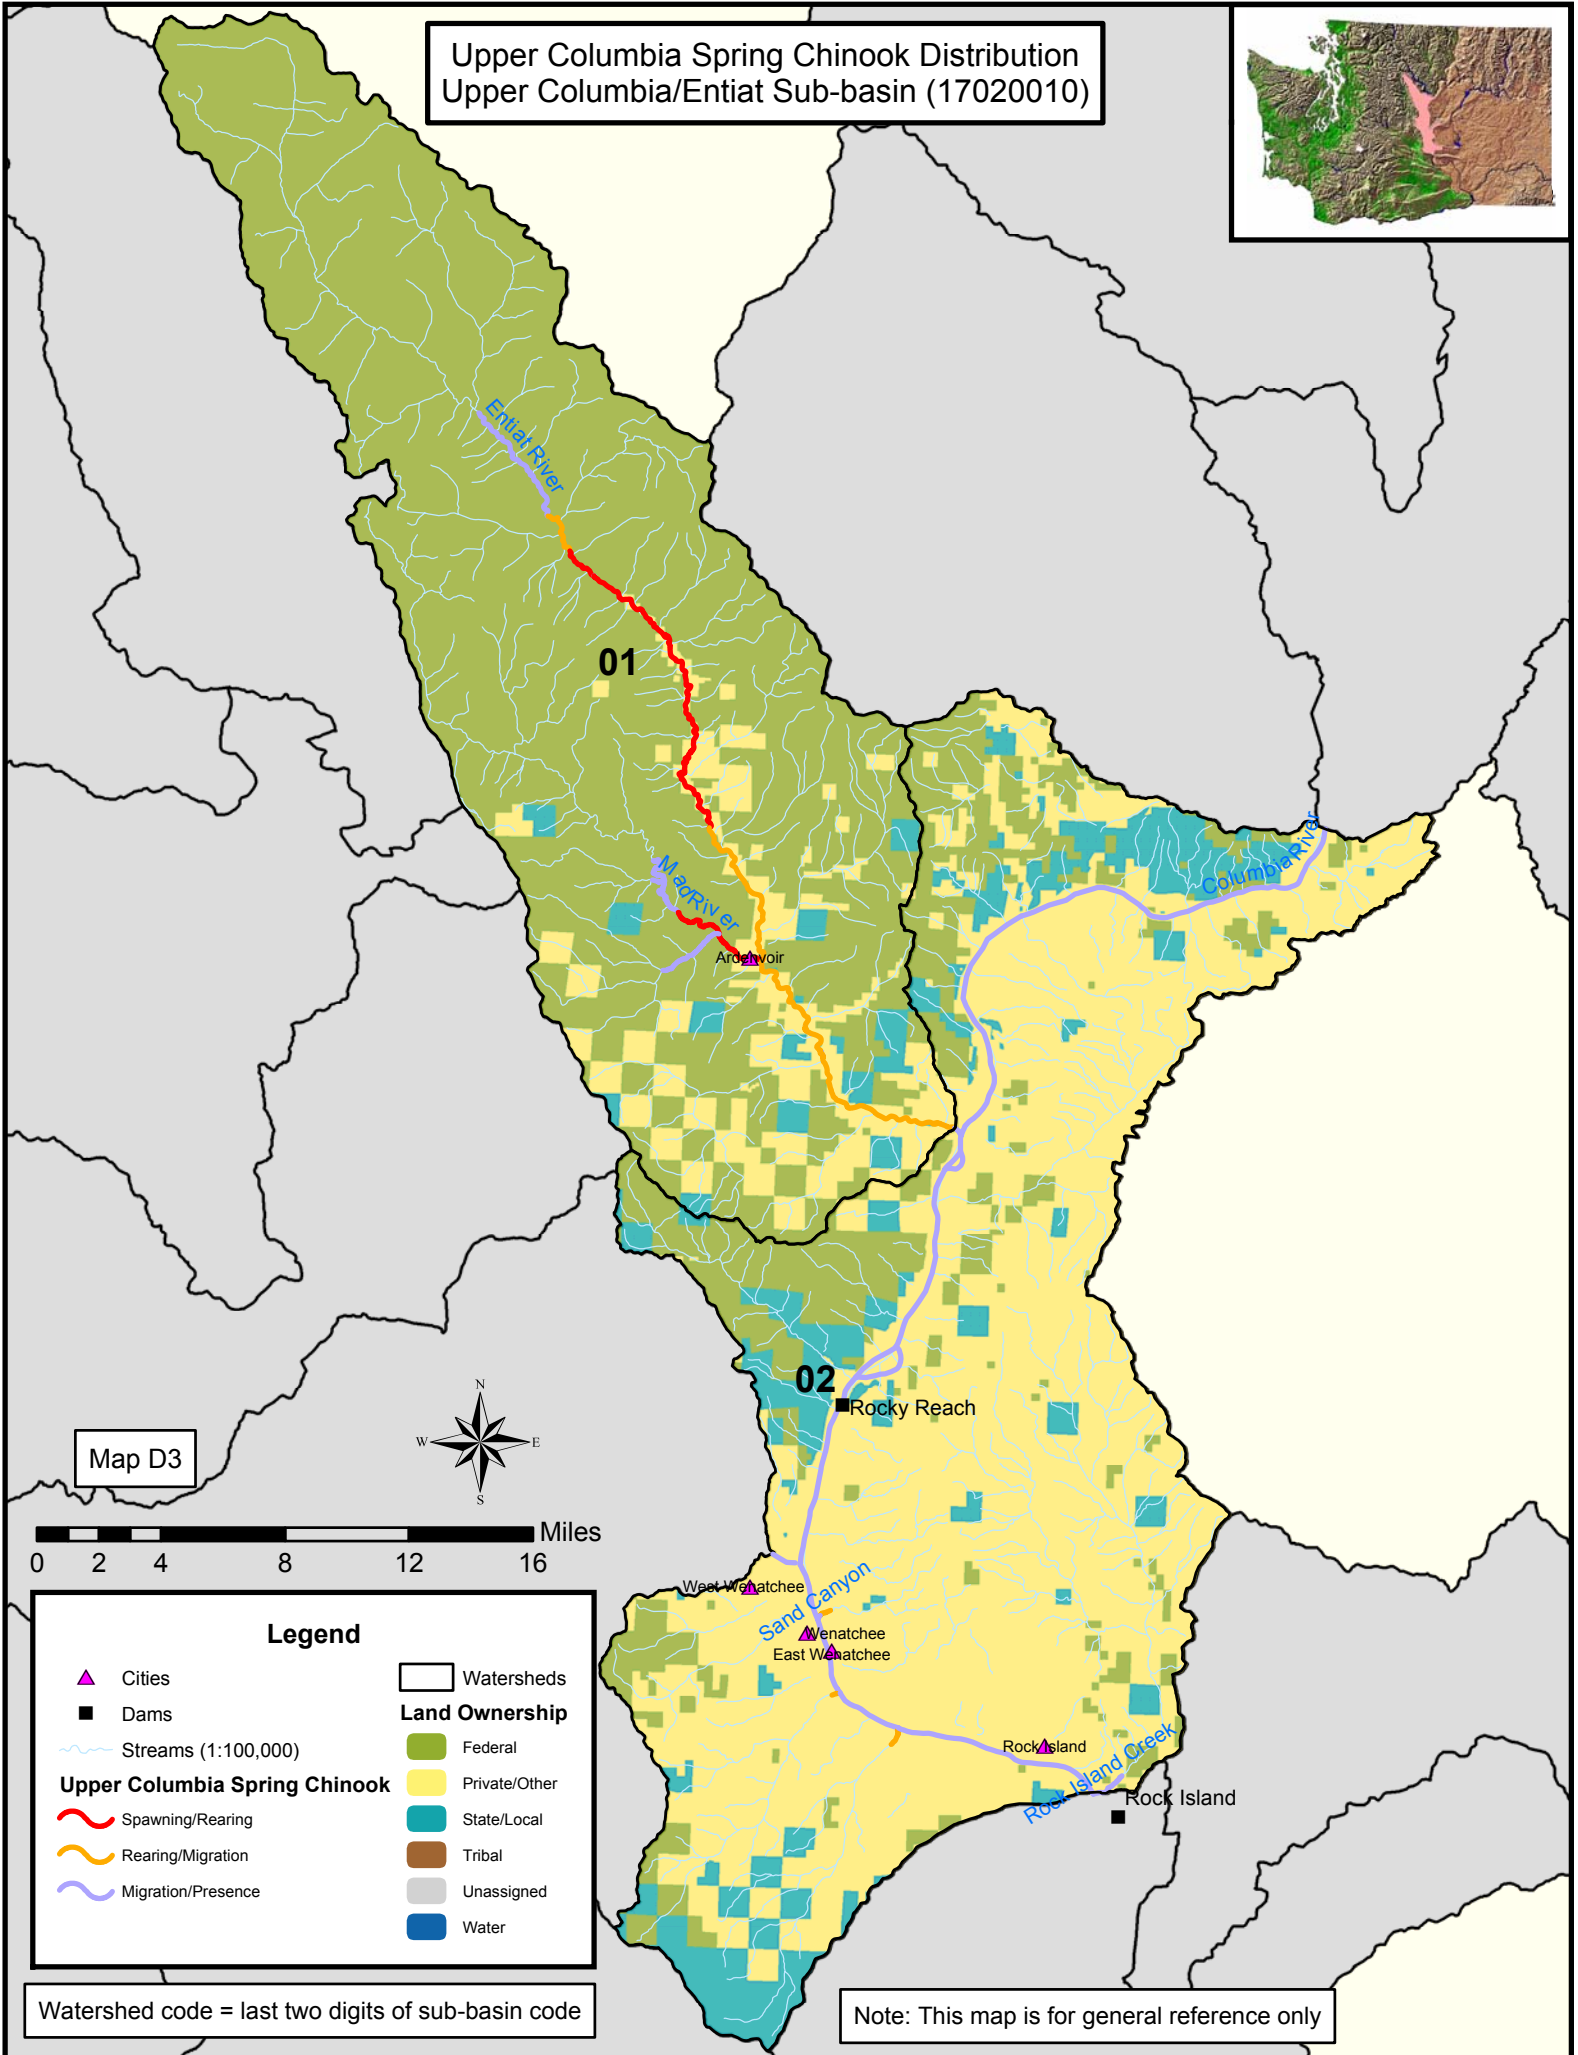 Upper Columbia Spring Chinook Distribution
Upper Columbia/Entiat Sub-basin (17020010)
Entiat River
01
Columbia River
Mad River
Ardenvoir
02
Rocky Reach
N
W
E
S
Map D3
Miles
0 2 4 8 12 16
West Wenatchee
Sand Canyon
Wenatchee
East Wenatchee
Rock Island
Rock Island Creek
Rock Island
Legend
Cities
Dams
Streams (1:100,000)
Upper Columbia Spring Chinook
Spawning/Rearing
Rearing/Migration
Migration/Presence
Watersheds
Land Ownership
Federal
Private/Other
State/Local
Tribal
Unassigned
Water
Watershed code = last two digits of sub-basin code
Note: This map is for general reference only